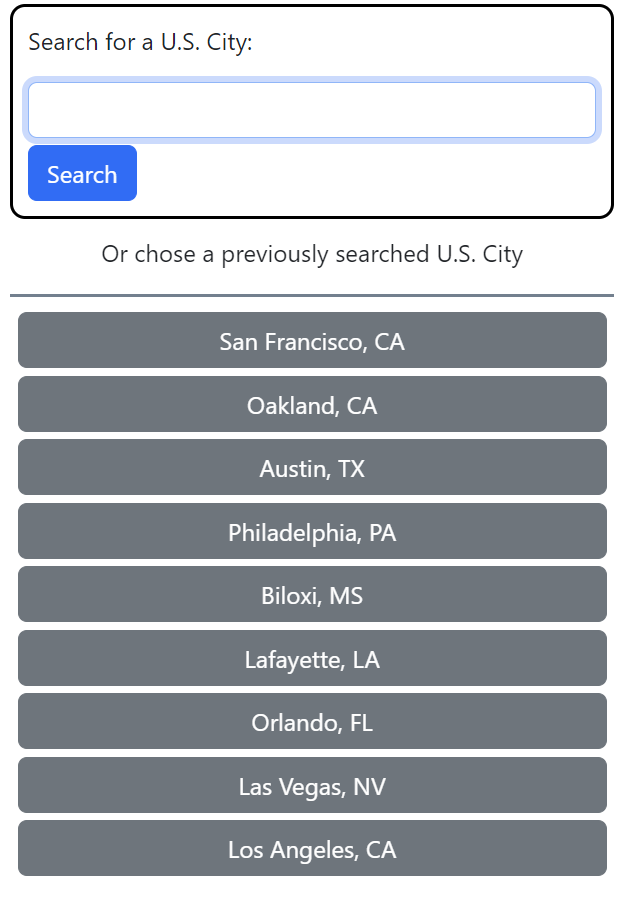 Search for a U.S. City:
Search
Or chose a previously searched U.S. City
San Francisco, CA
Oakland, CA
Austin, TX
Philadelphia, PA
Biloxi, MS
Lafayette, LA
Orlando, FL
Las Vegas, NV
Los Angeles, CA